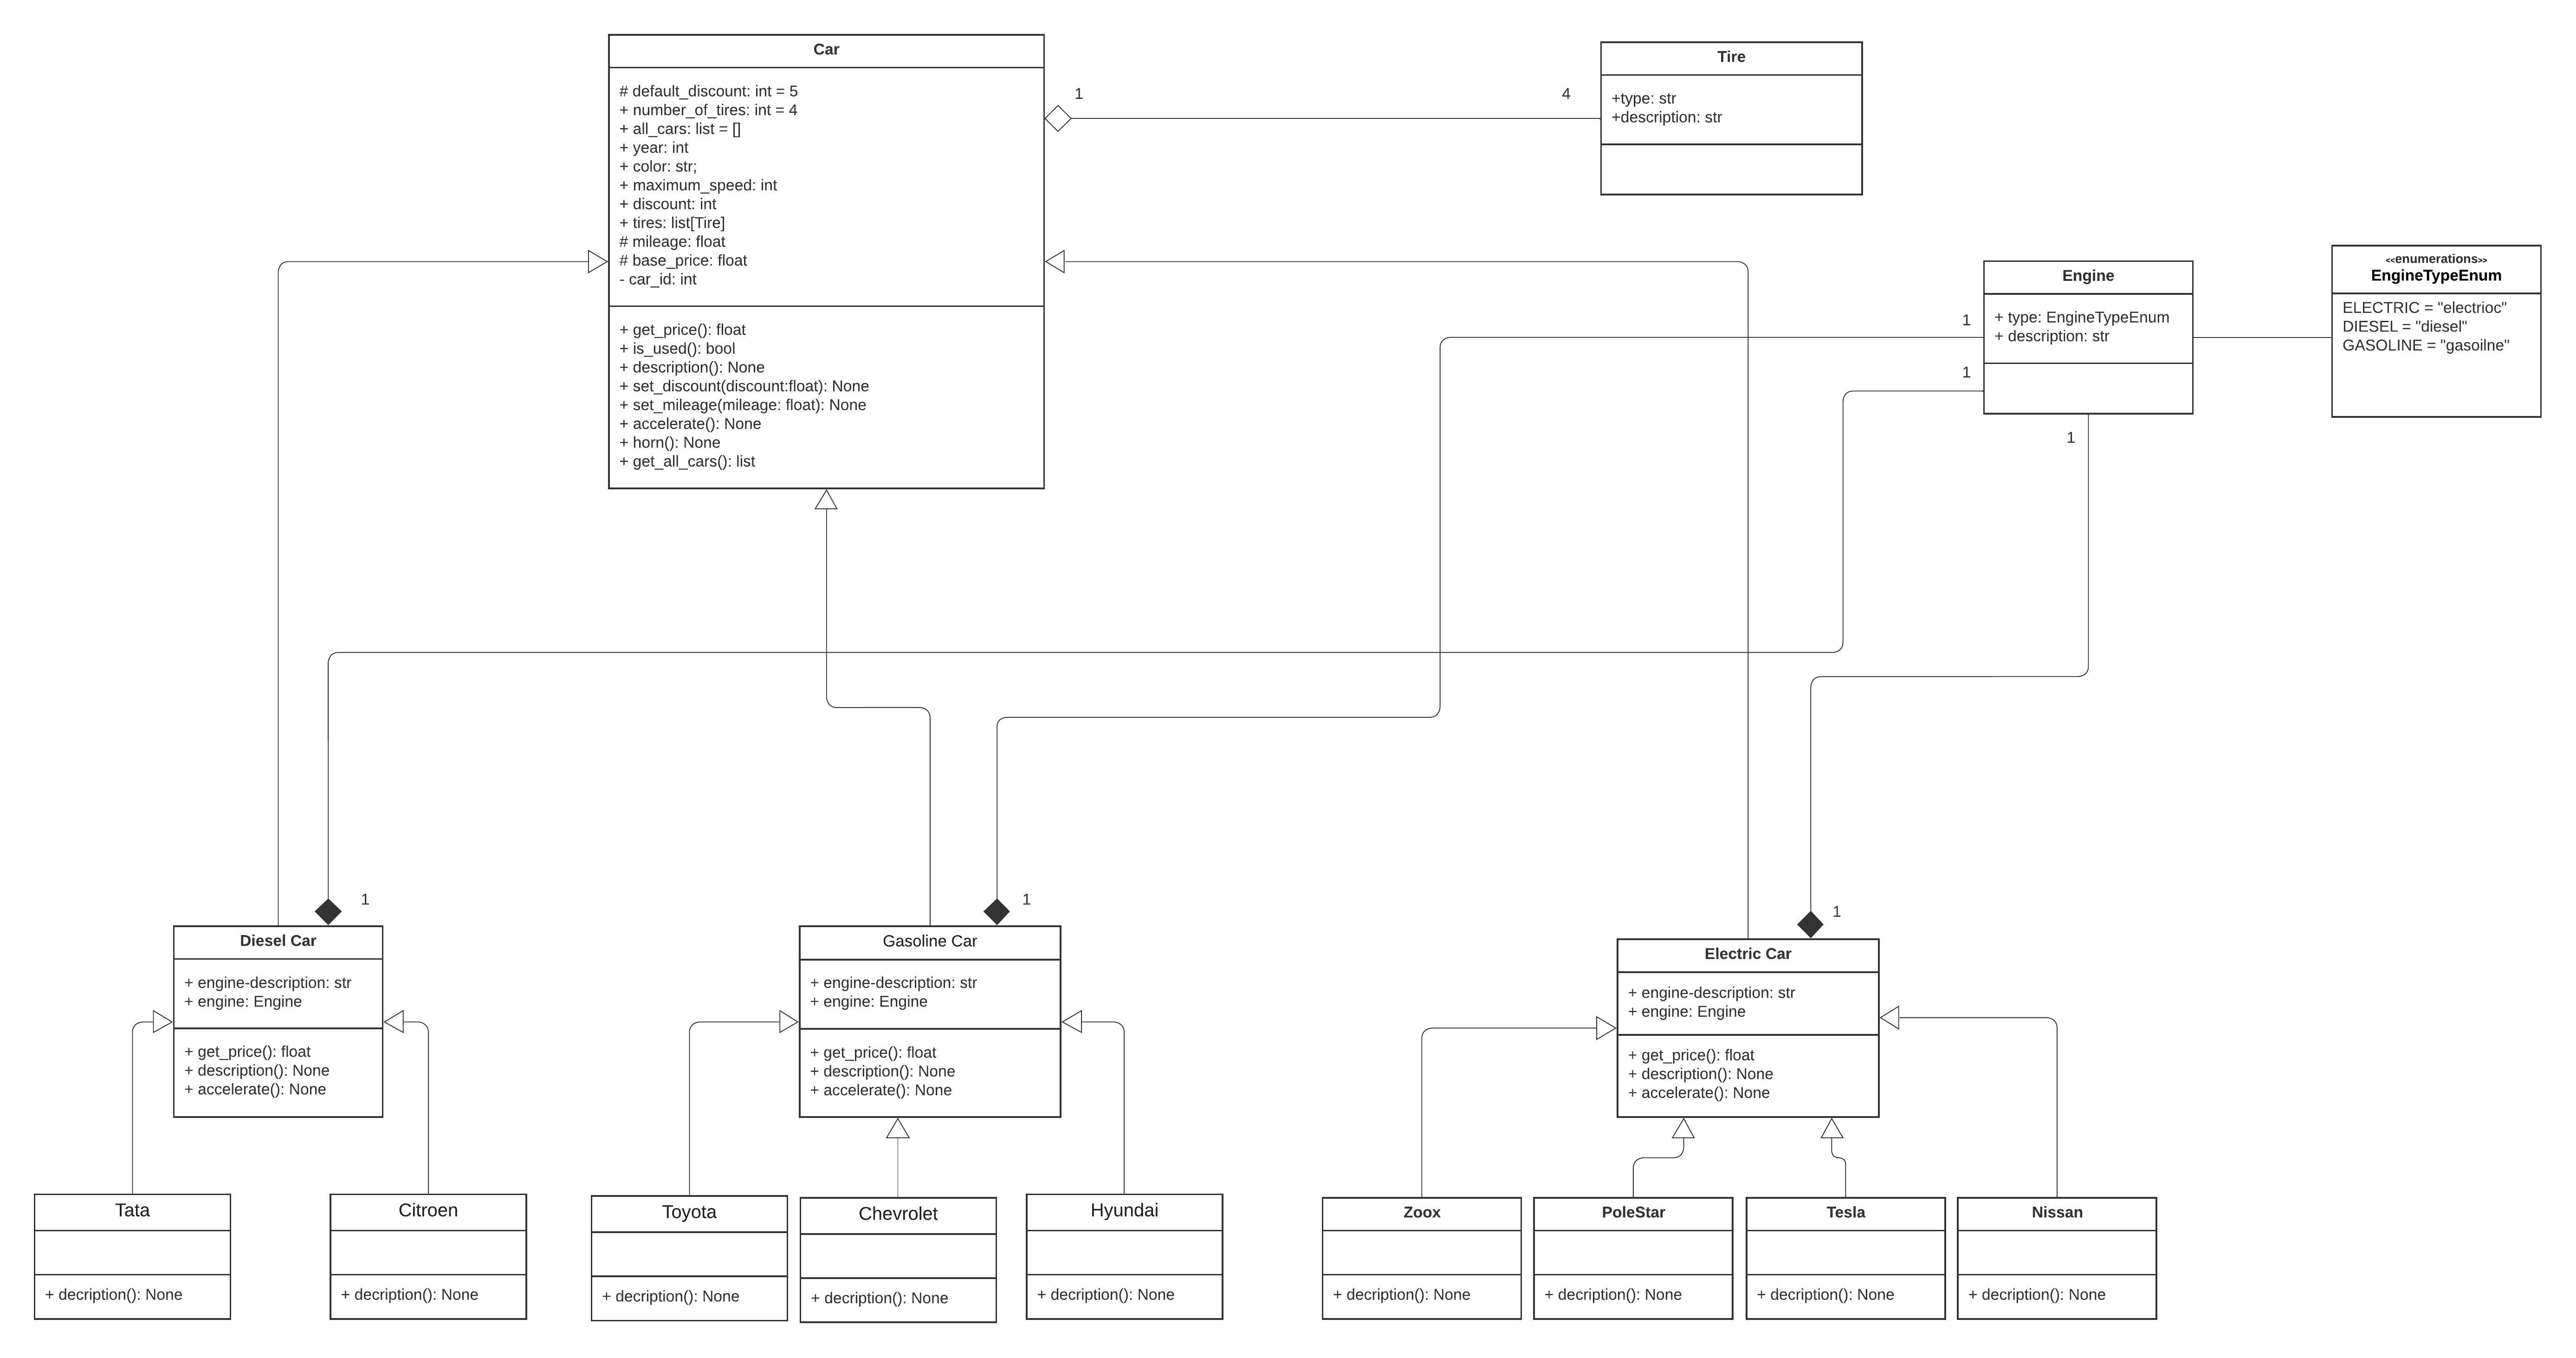 Car
# default_discount: int = 5
+ number_of_tires: int = 4
+ all_cars: list = []
+ year: int
+ color: str;
+ maximum_speed: int
+ discount: int
+ tires: list[Tire]
# mileage: float
# base_price: float
- car_id: int
+ get_price(): float
+ is_used(): bool
+ description(): None
+ set_discount(discount:float): None
+ set_mileage(mileage: float): None
+ accelerate(): None
+ horn(): None
+ get_all_cars(): list
1
4
Tire
+type: str
+description: str
Engine
+ type: EngineTypeEnum
+ description: str
1
1
1
<<enumerations>>
EngineTypeEnum
ELECTRIC = "electrioc"
DIESEL = "diesel"
GASOLINE = "gasoilne"
1
Diesel Car
+ engine-description: str
+ engine: Engine
+ get_price(): float
+ description(): None
+ accelerate(): None
1
Gasoline Car
+ engine-description: str
+ engine: Engine
+ get_price(): float
+ description(): None
+ accelerate(): None
1
Electric Car
+ engine-description: str
+ engine: Engine
+ get_price(): float
+ description(): None
+ accelerate(): None
Tata
+ decription(): None
Citroen
+ decription(): None
Toyota
+ decription(): None
Chevrolet
+ decription(): None
Hyundai
+ decription(): None
Zoox
+ decription(): None
PoleStar
+ decription(): None
Tesla
+ decription(): None
Nissan
+ decription(): None